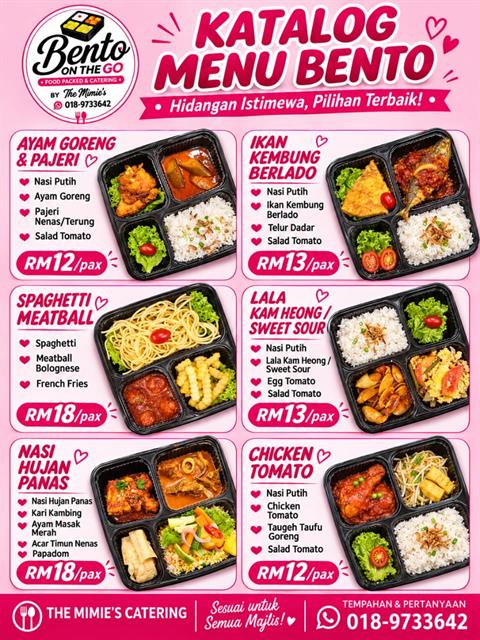 Bento
ON THE GO
• FOOD PACKED & CATERING •
BY The Mimie's
018-9733642
KATALOG
MENU BENTO
• Hidangan Istimewa, Pilihan Terbaik! •
AYAM GORENG
& PAJERI
Nasi Putih
Ayam Goreng
Pajeri
Nenas/Terung
Salad Tomato
RM12/pax
IKAN
KEMBUNG
BERLADO
Nasi Putih
Ikan Kembung
Berlado
Telur Dadar
Salad Tomato
RM13/pax
SPAGHETTI
MEATBALL
Spaghetti
Meatball
Bolognese
French Fries
RM18/pax
LALA
KAM HEONG /
SWEET SOUR
Nasi Putih
Lala Kam Heong /
Sweet Sour
Egg Tomato
Salad Tomato
RM13/pax
NASI
HUJAN
PANAS
Nasi Hujan Panas
Kari Kambing
Ayam Masak
Merah
Acar Timun Nenas
Papadom
RM18/pax
CHICKEN
TOMATO
Nasi Putih
Chicken
Tomato
Taugeh Taufu
Goreng
Salad Tomato
RM12/pax
THE MIMIE'S CATERING
Sesuai untuk
Semua Majlis!
TEMPAHAN & PERTANYAAN
018-9733642